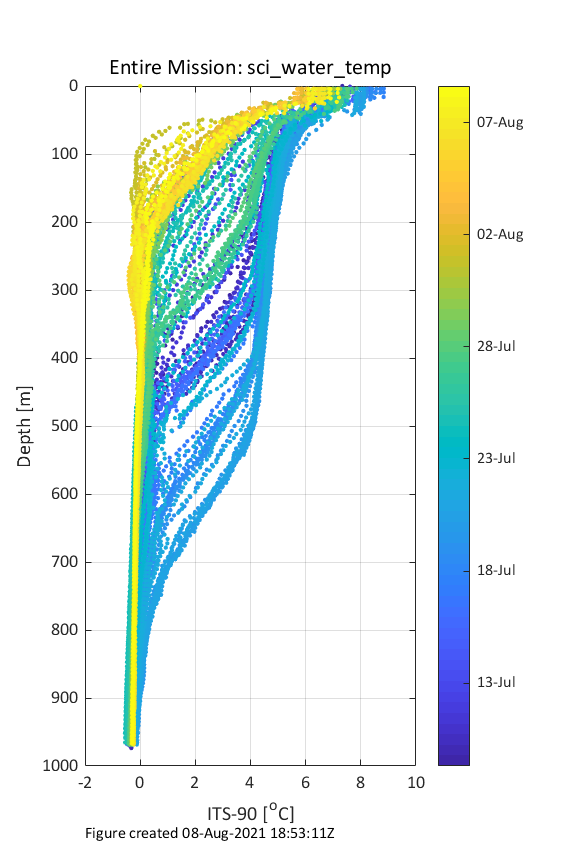 Entire Mission: sci_water_temp
0
100
200
300
400
500
600
700
800
900
1000
Depth [m]
-2
0
2
4
6
8
10
ITS-90 [°C]
07-Aug
02-Aug
28-Jul
23-Jul
18-Jul
13-Jul
Figure created 08-Aug-2021 18:53:11Z